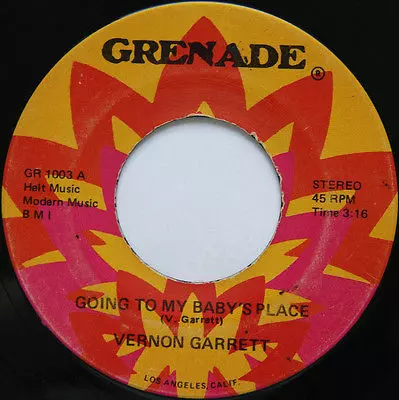 GRENADE
®
GR 1003 A
Helt Music
Modern Music
B M I
STEREO
45 RPM
Time 3:16
GOING TO MY BABY'S PLACE
(V. Garrett)
VERNON GARRETT
LOS ANGELES, CALIF.